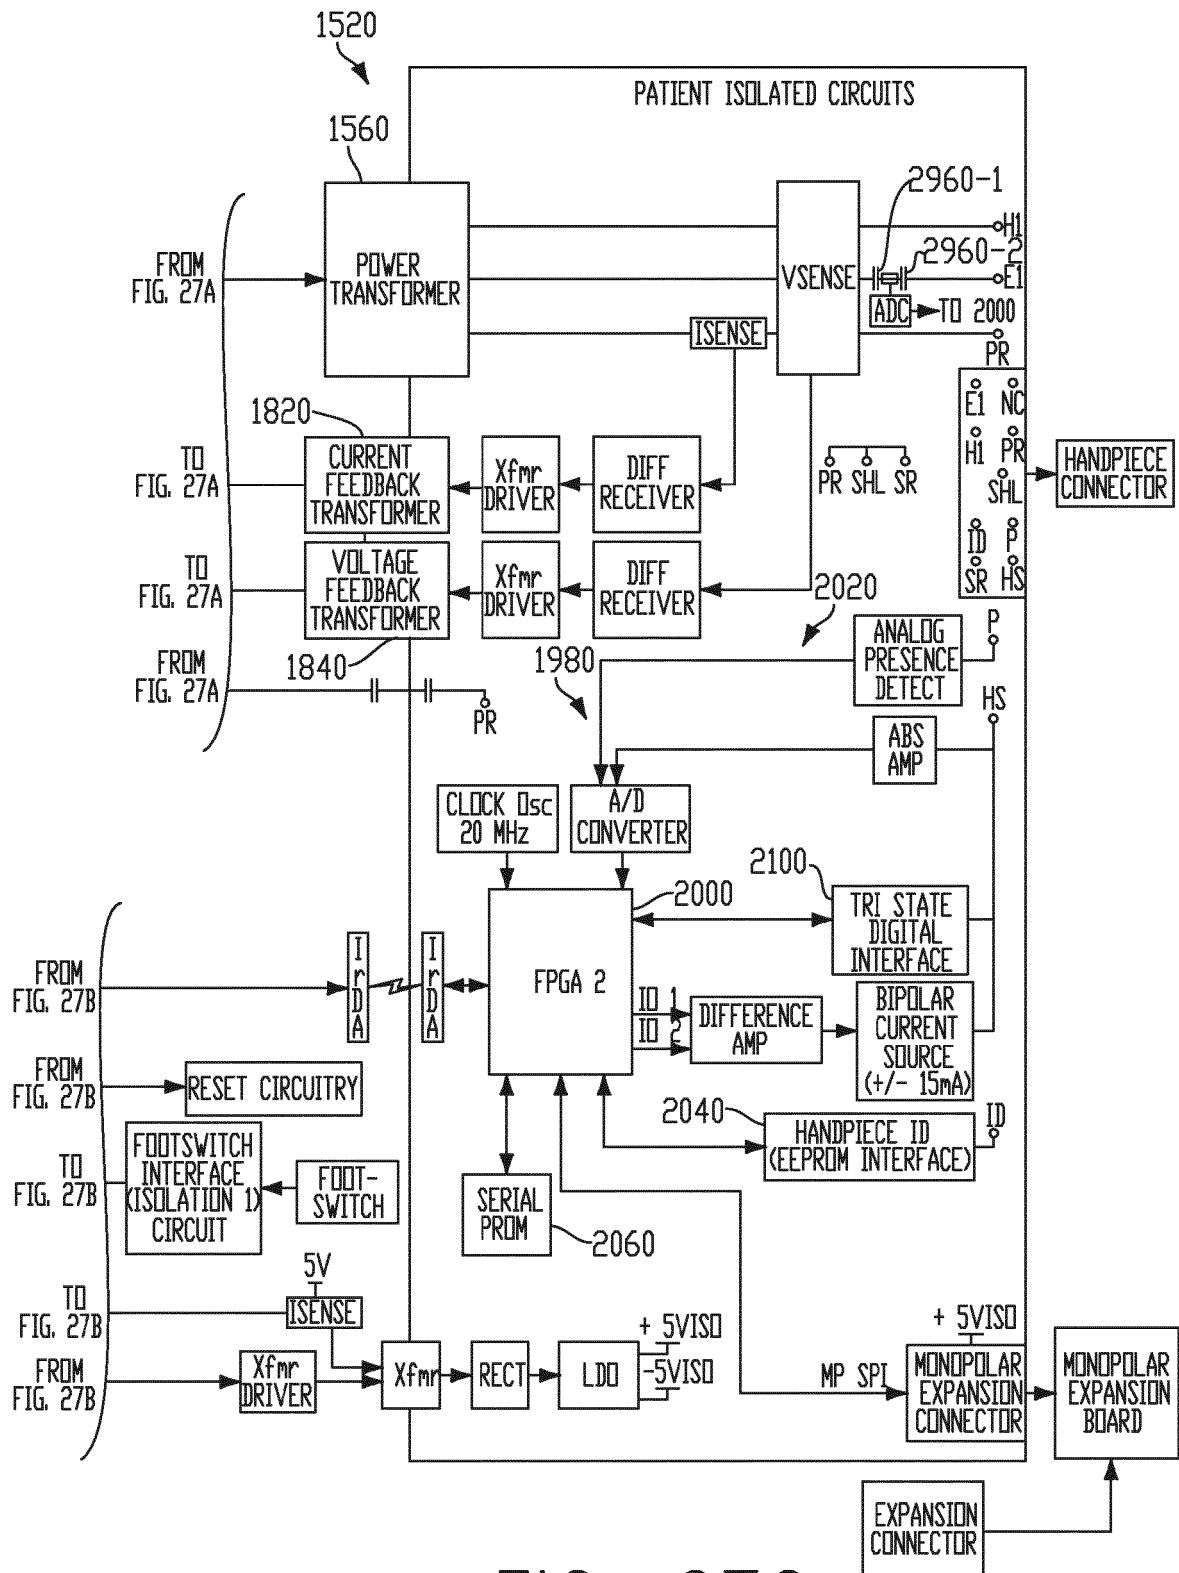 1520
PATIENT ISOLATED CIRCUITS
1560
2960-1
H1
2960-2
FROM
FIG. 27A
POWER
TRANSFORMER
VSENSE
E1
ADC
TO 2000
ISENSE
PR
E1 NC
1820
TO
FIG. 27A
CURRENT
FEEDBACK
TRANSFORMER
Xfmr
DRIVER
DIFF
RECEIVER
PR SHL SR
H1 PR
SHL
HANDPIECE
CONNECTOR
ID P
SR HS
TO
FIG. 27A
VOLTAGE
FEEDBACK
TRANSFORMER
Xfmr
DRIVER
DIFF
RECEIVER
2020
P
ANALOG
PRESENCE
DETECT
1840
1980
FROM
FIG. 27A
PR
HS
ABS
AMP
CLOCK Osc
20 MHz
A/D
CONVERTER
2100
2000
TRI STATE
DIGITAL
INTERFACE
FROM
FIG. 27B
IrDA
IrDA
FPGA 2
IO 1
IO 2
DIFFERENCE
AMP
BIPOLAR
CURRENT
SOURCE
(+/- 15mA)
FROM
FIG. 27B
RESET CIRCUITRY
2040
HANDPIECE ID
(EEPROM INTERFACE)
ID
TO
FIG. 27B
FOOTSWITCH
INTERFACE
(ISOLATION 1)
CIRCUIT
FOOT-
SWITCH
SERIAL
PROM
2060
5V
TO
FIG. 27B
ISENSE
+ 5VISO
-5VISO
+ 5VISO
FROM
FIG. 27B
Xfmr
DRIVER
Xfmr
RECT
LDO
MP SPI
MONOPOLAR
EXPANSION
CONNECTOR
MONOPOLAR
EXPANSION
BOARD
EXPANSION
CONNECTOR